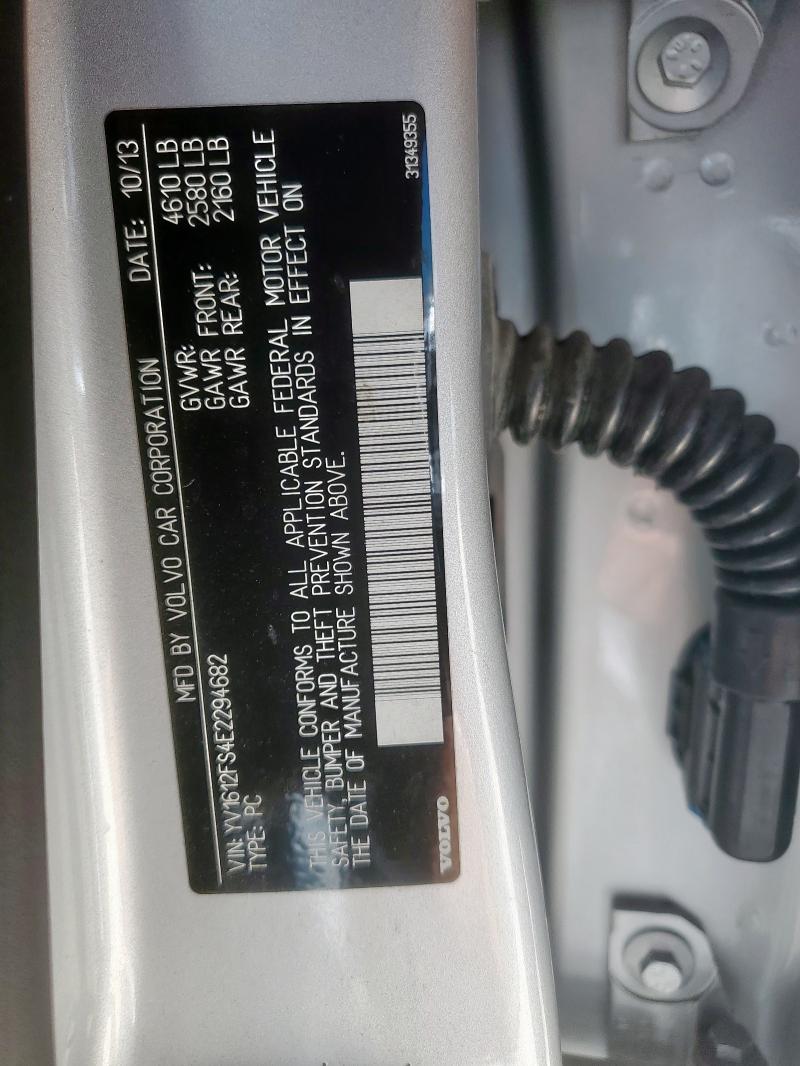 MFD BY VOLVO CAR CORPORATION DATE: 10/13
GVWR: 4610 LB
GAWR FRONT: 2580 LB
GAWR REAR: 2160 LB
VIN: YV1612FS4E2294682
TYPE: PC
THIS VEHICLE CONFORMS TO ALL APPLICABLE FEDERAL MOTOR VEHICLE
SAFETY, BUMPER AND THEFT PREVENTION STANDARDS IN EFFECT ON
THE DATE OF MANUFACTURE SHOWN ABOVE.
VOLVO
31349355